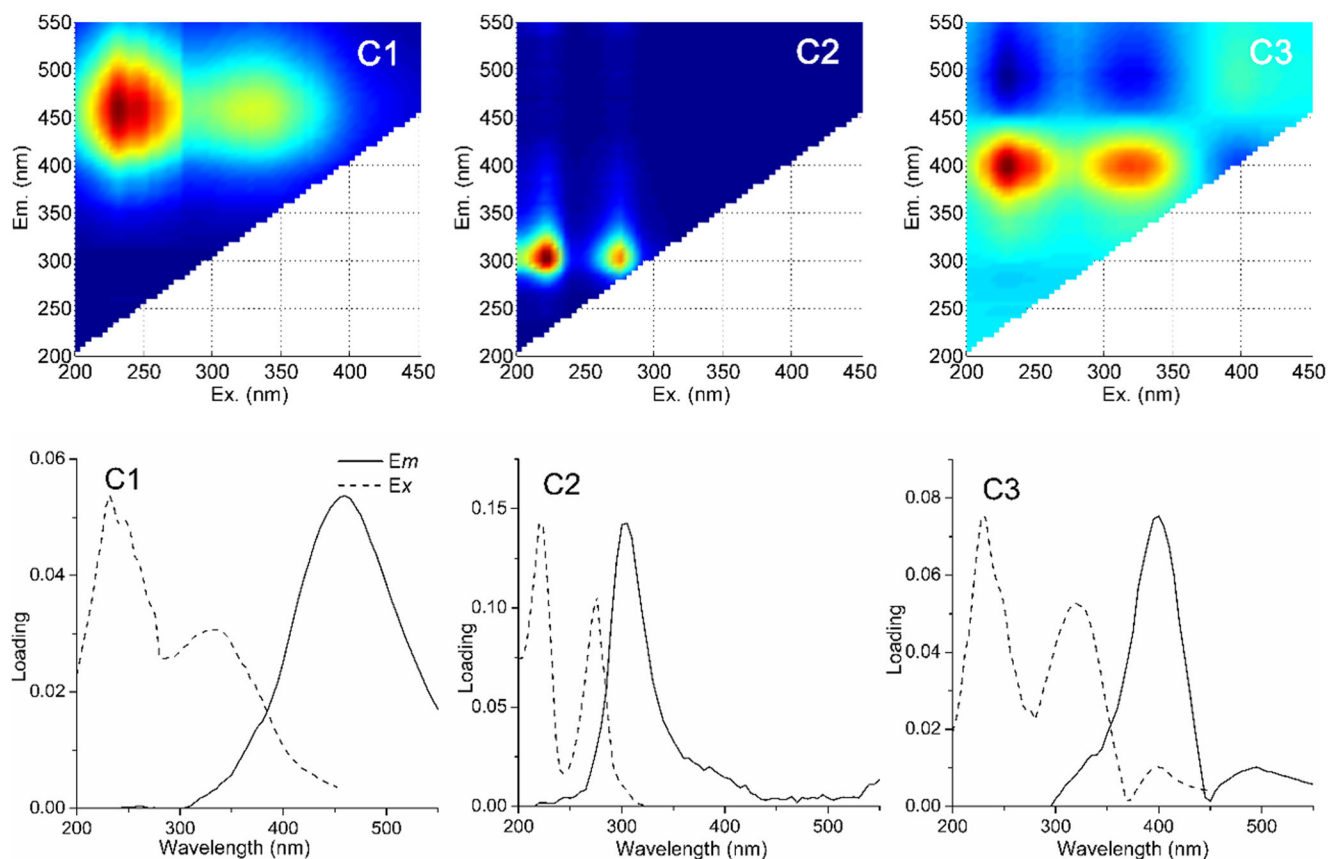 C1
550
500
450
400
350
300
250
200
Em. (nm)
200 250 300 350 400 450
Ex. (nm)
C2
550
500
450
400
350
300
250
200
Em. (nm)
200 250 300 350 400 450
Ex. (nm)
C3
550
500
450
400
350
300
250
200
Em. (nm)
200 250 300 350 400 450
Ex. (nm)
C1
Em
Ex
0.06
0.04
0.02
0.00
Loading
200 300 400 500
Wavelength (nm)
C2
0.15
0.10
0.05
0.00
Loading
200 300 400 500
Wavelength (nm)
C3
0.08
0.06
0.04
0.02
0.00
Loading
200 300 400 500
Wavelength (nm)